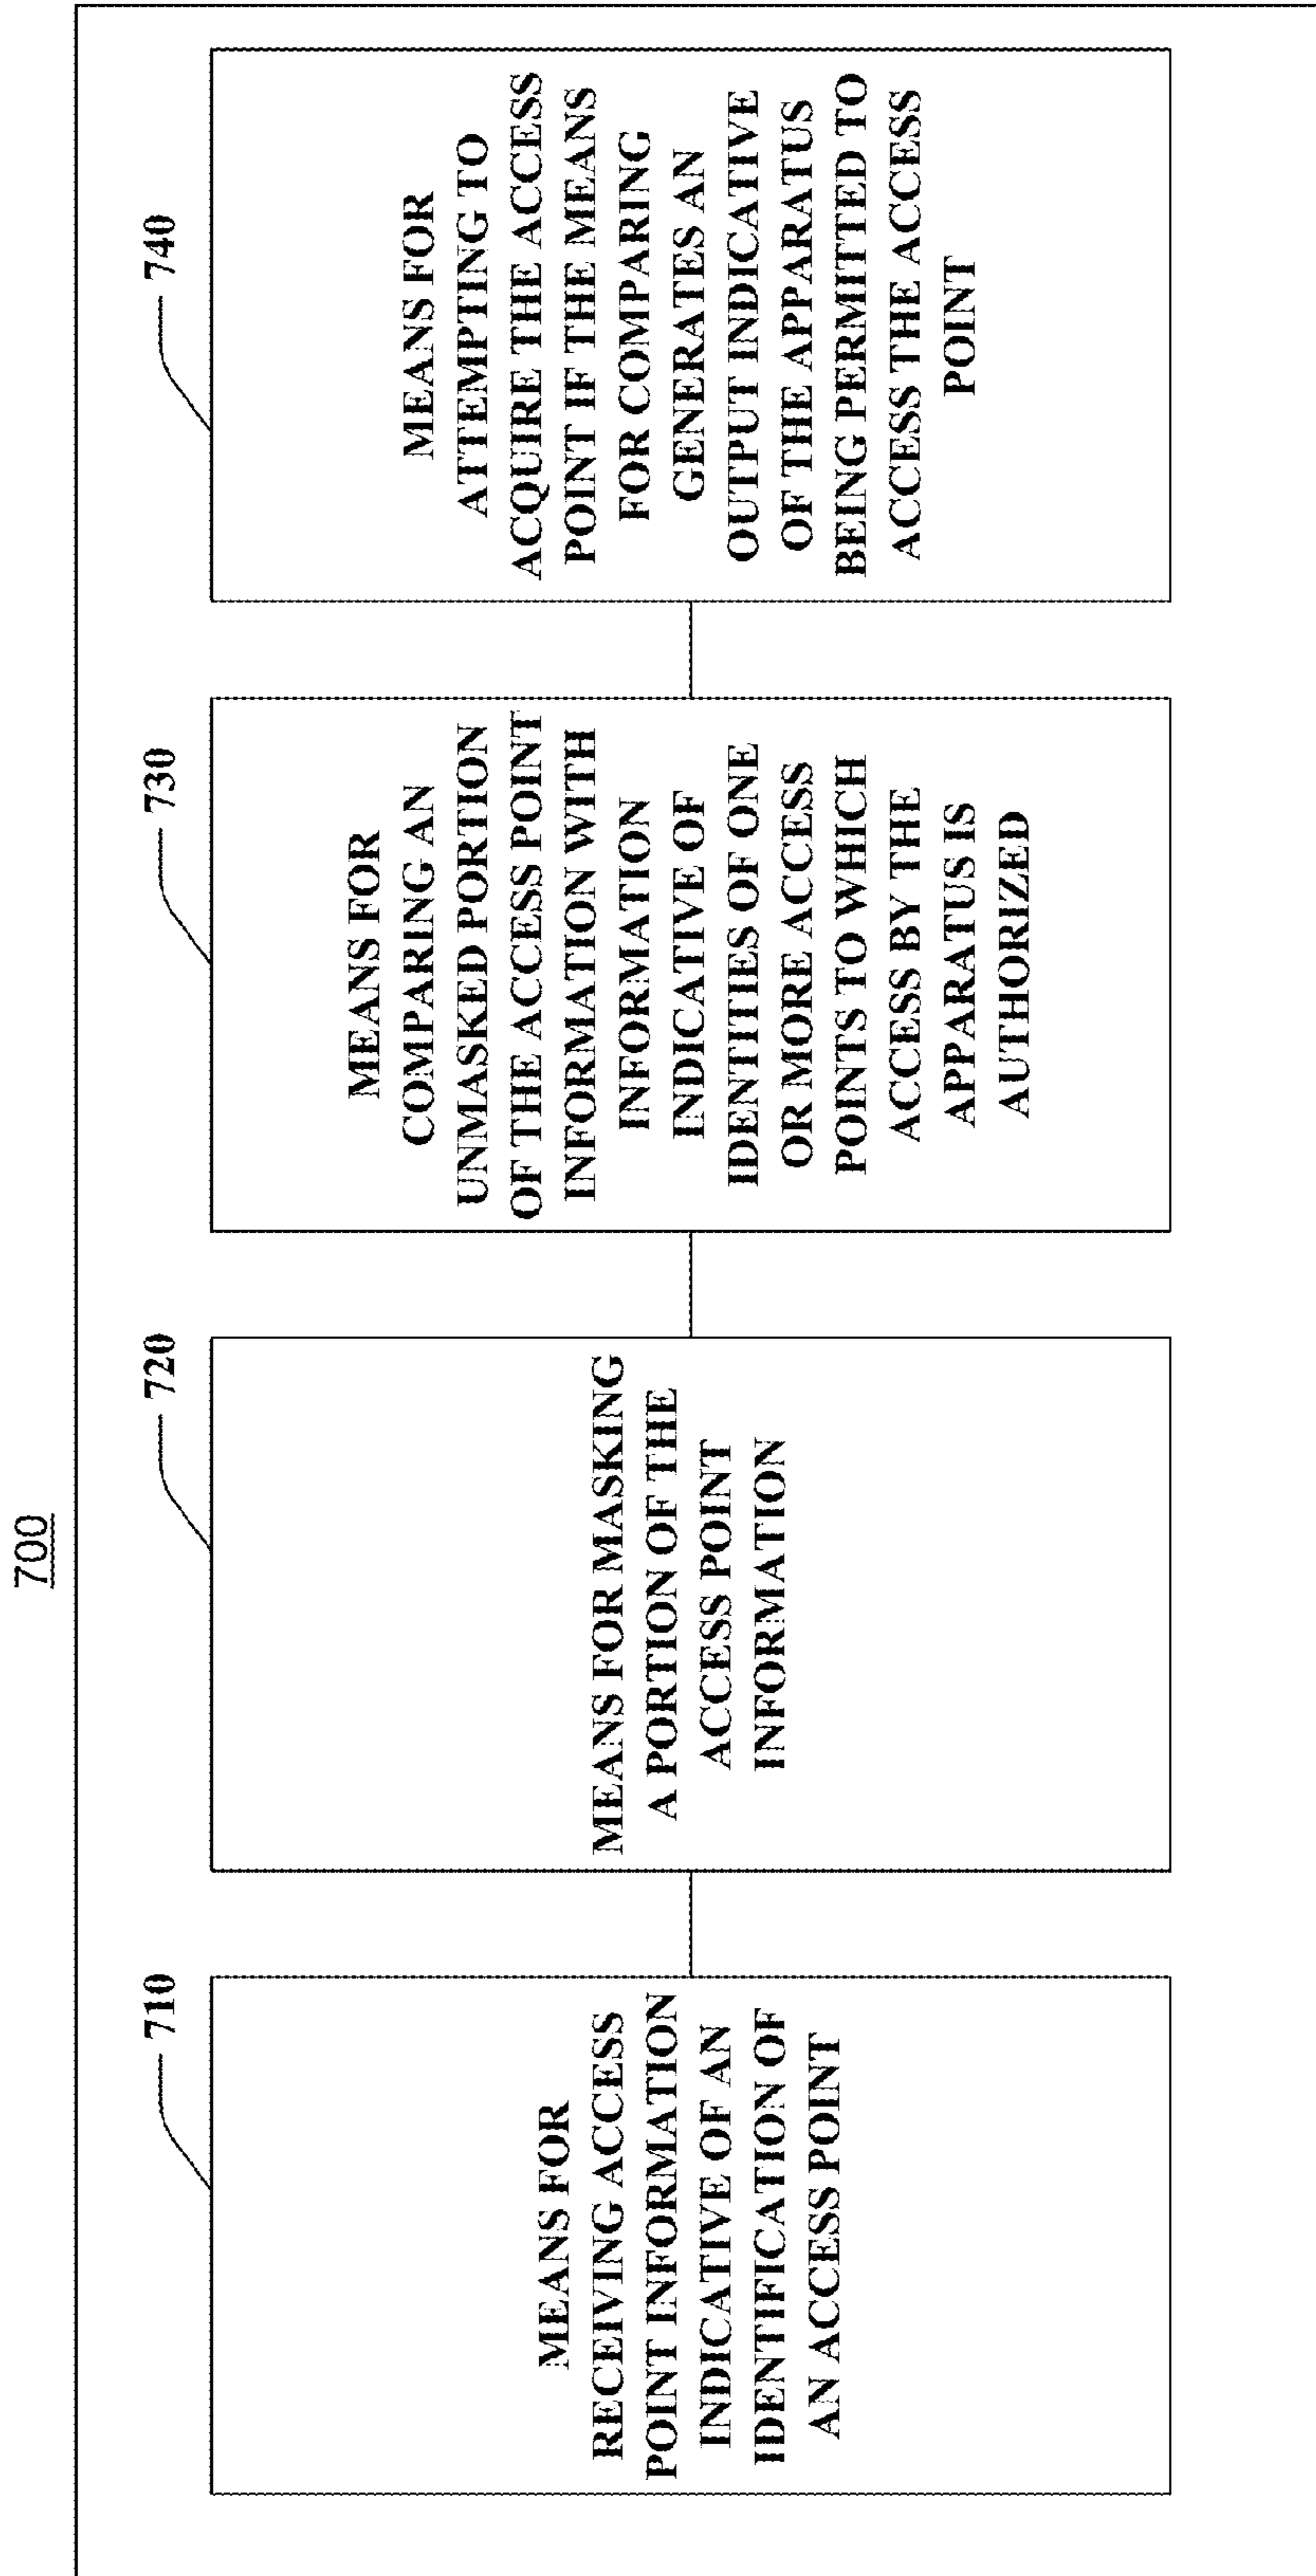 700
710
MEANS FOR
RECEIVING ACCESS
POINT INFORMATION
INDICATIVE OF AN
IDENTIFICATION OF
AN ACCESS POINT
720
MEANS FOR MASKING
A PORTION OF THE
ACCESS POINT
INFORMATION
730
MEANS FOR
COMPARING AN
UNMASKED PORTION
OF THE ACCESS POINT
INFORMATION WITH
INFORMATION
INDICATIVE OF
IDENTITIES OF ONE
OR MORE ACCESS
POINTS TO WHICH
ACCESS BY THE
APPARATUS IS
AUTHORIZED
740
MEANS FOR
ATTEMPTING TO
ACQUIRE THE ACCESS
POINT IF THE MEANS
FOR COMPARING
GENERATES AN
OUTPUT INDICATIVE
OF THE APPARATUS
BEING PERMITTED TO
ACCESS THE ACCESS
POINT